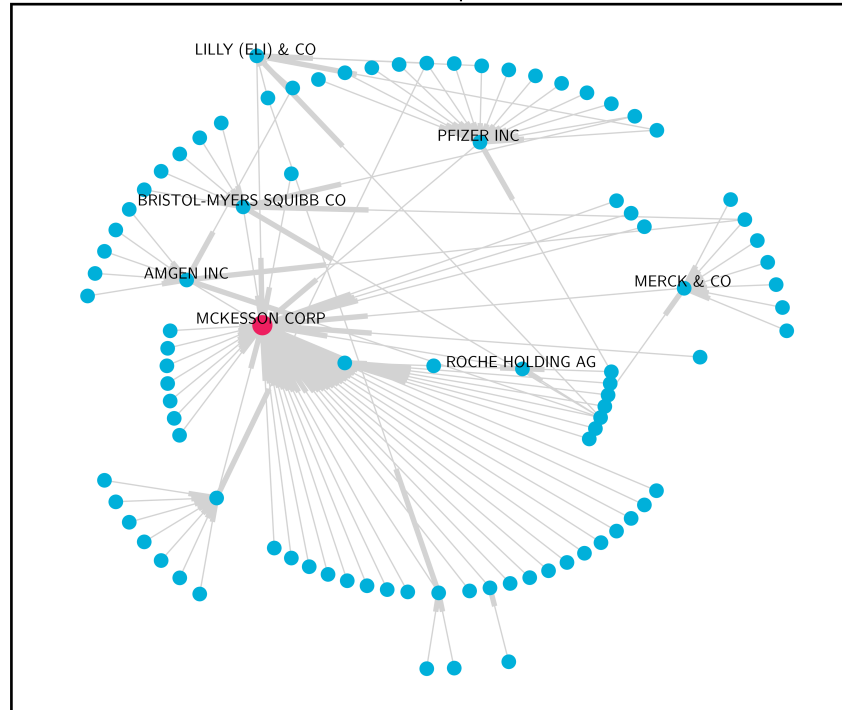 LILLY (ELI) & CO
PFIZER INC
BRISTOL-MYERS SQUIBB CO
AMGEN INC
MERCK & CO
MCKESSON CORP
ROCHE HOLDING AG